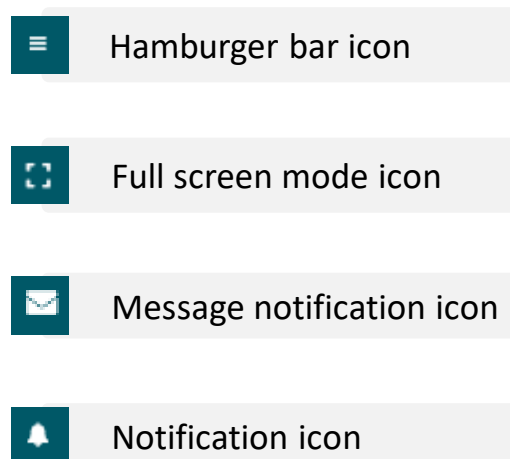 Hamburger bar icon
Full screen mode icon
Message notification icon
Notification icon